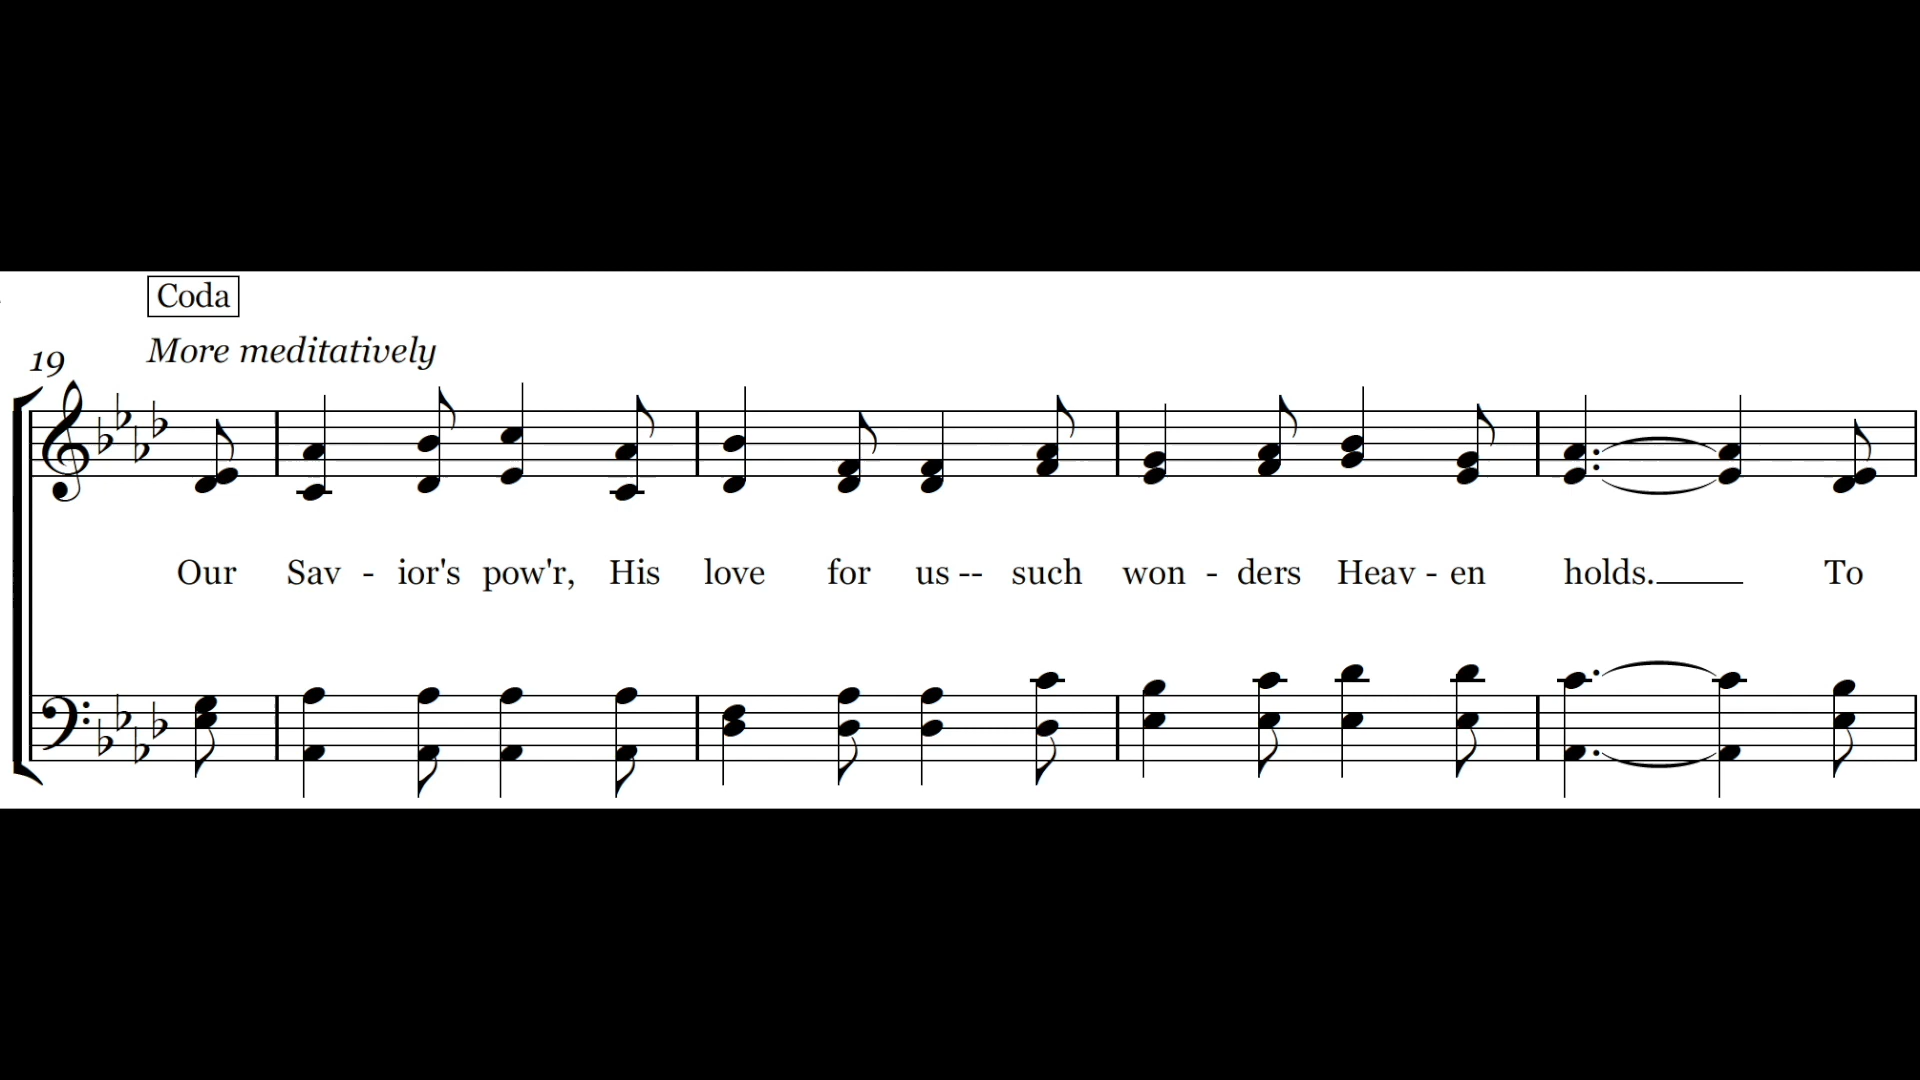 Coda
More meditatively
19
Our Sav - ior's pow'r, His love for us -- such won - ders Heav - en holds.____ To